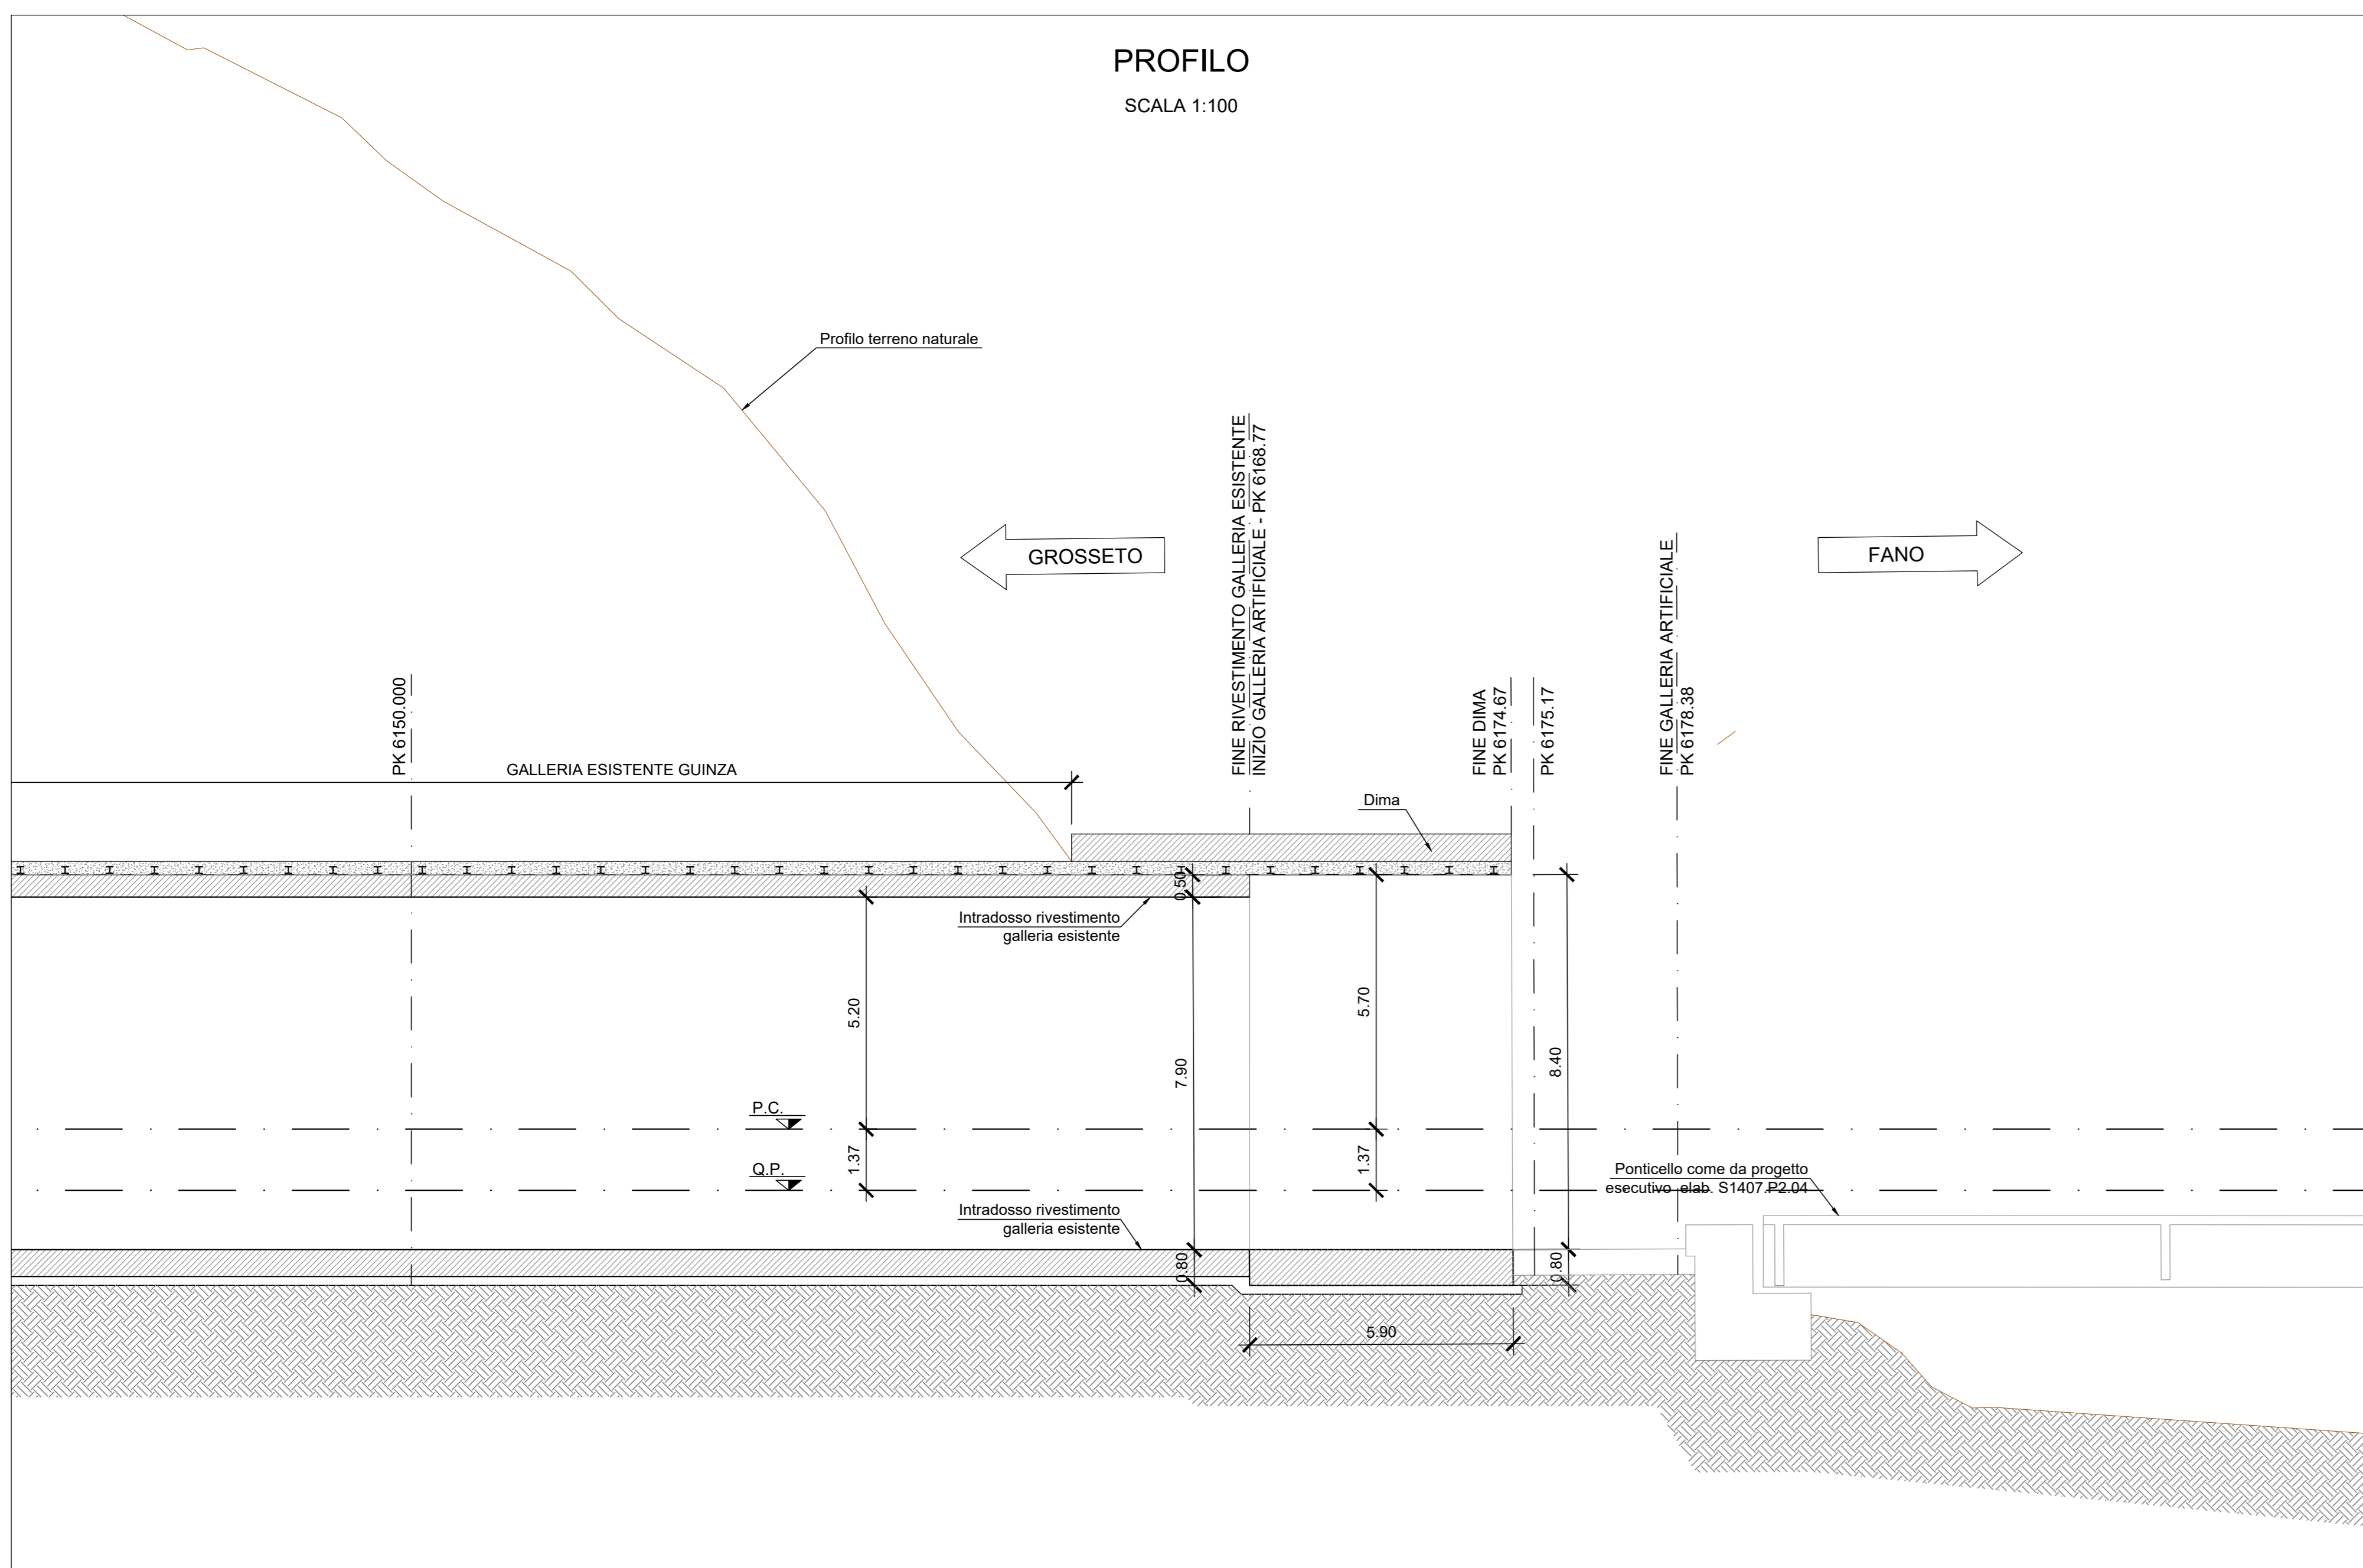 PROFILO
SCALA 1:100
Profilo terreno naturale
FINE RIVESTIMENTO GALLERIA ESISTENTE
INIZIO GALLERIA ARTIFICIALE - PK 6168.77
GROSSETO
FANO
FINE GALLERIA ARTIFICIALE
PK 6178.38
PK 6150.000
FINE DIMA
PK 6174.67
PK 6175.17
GALLERIA ESISTENTE GUINZA
Dima
0.50
Intradosso rivestimento
galleria esistente
5.20
5.70
7.90
8.40
P.C.
1.37
1.37
Q.P.
Ponticello come da progetto
esecutivo elab. S1407.P2.04
Intradosso rivestimento
galleria esistente
0.80
0.80
5.90